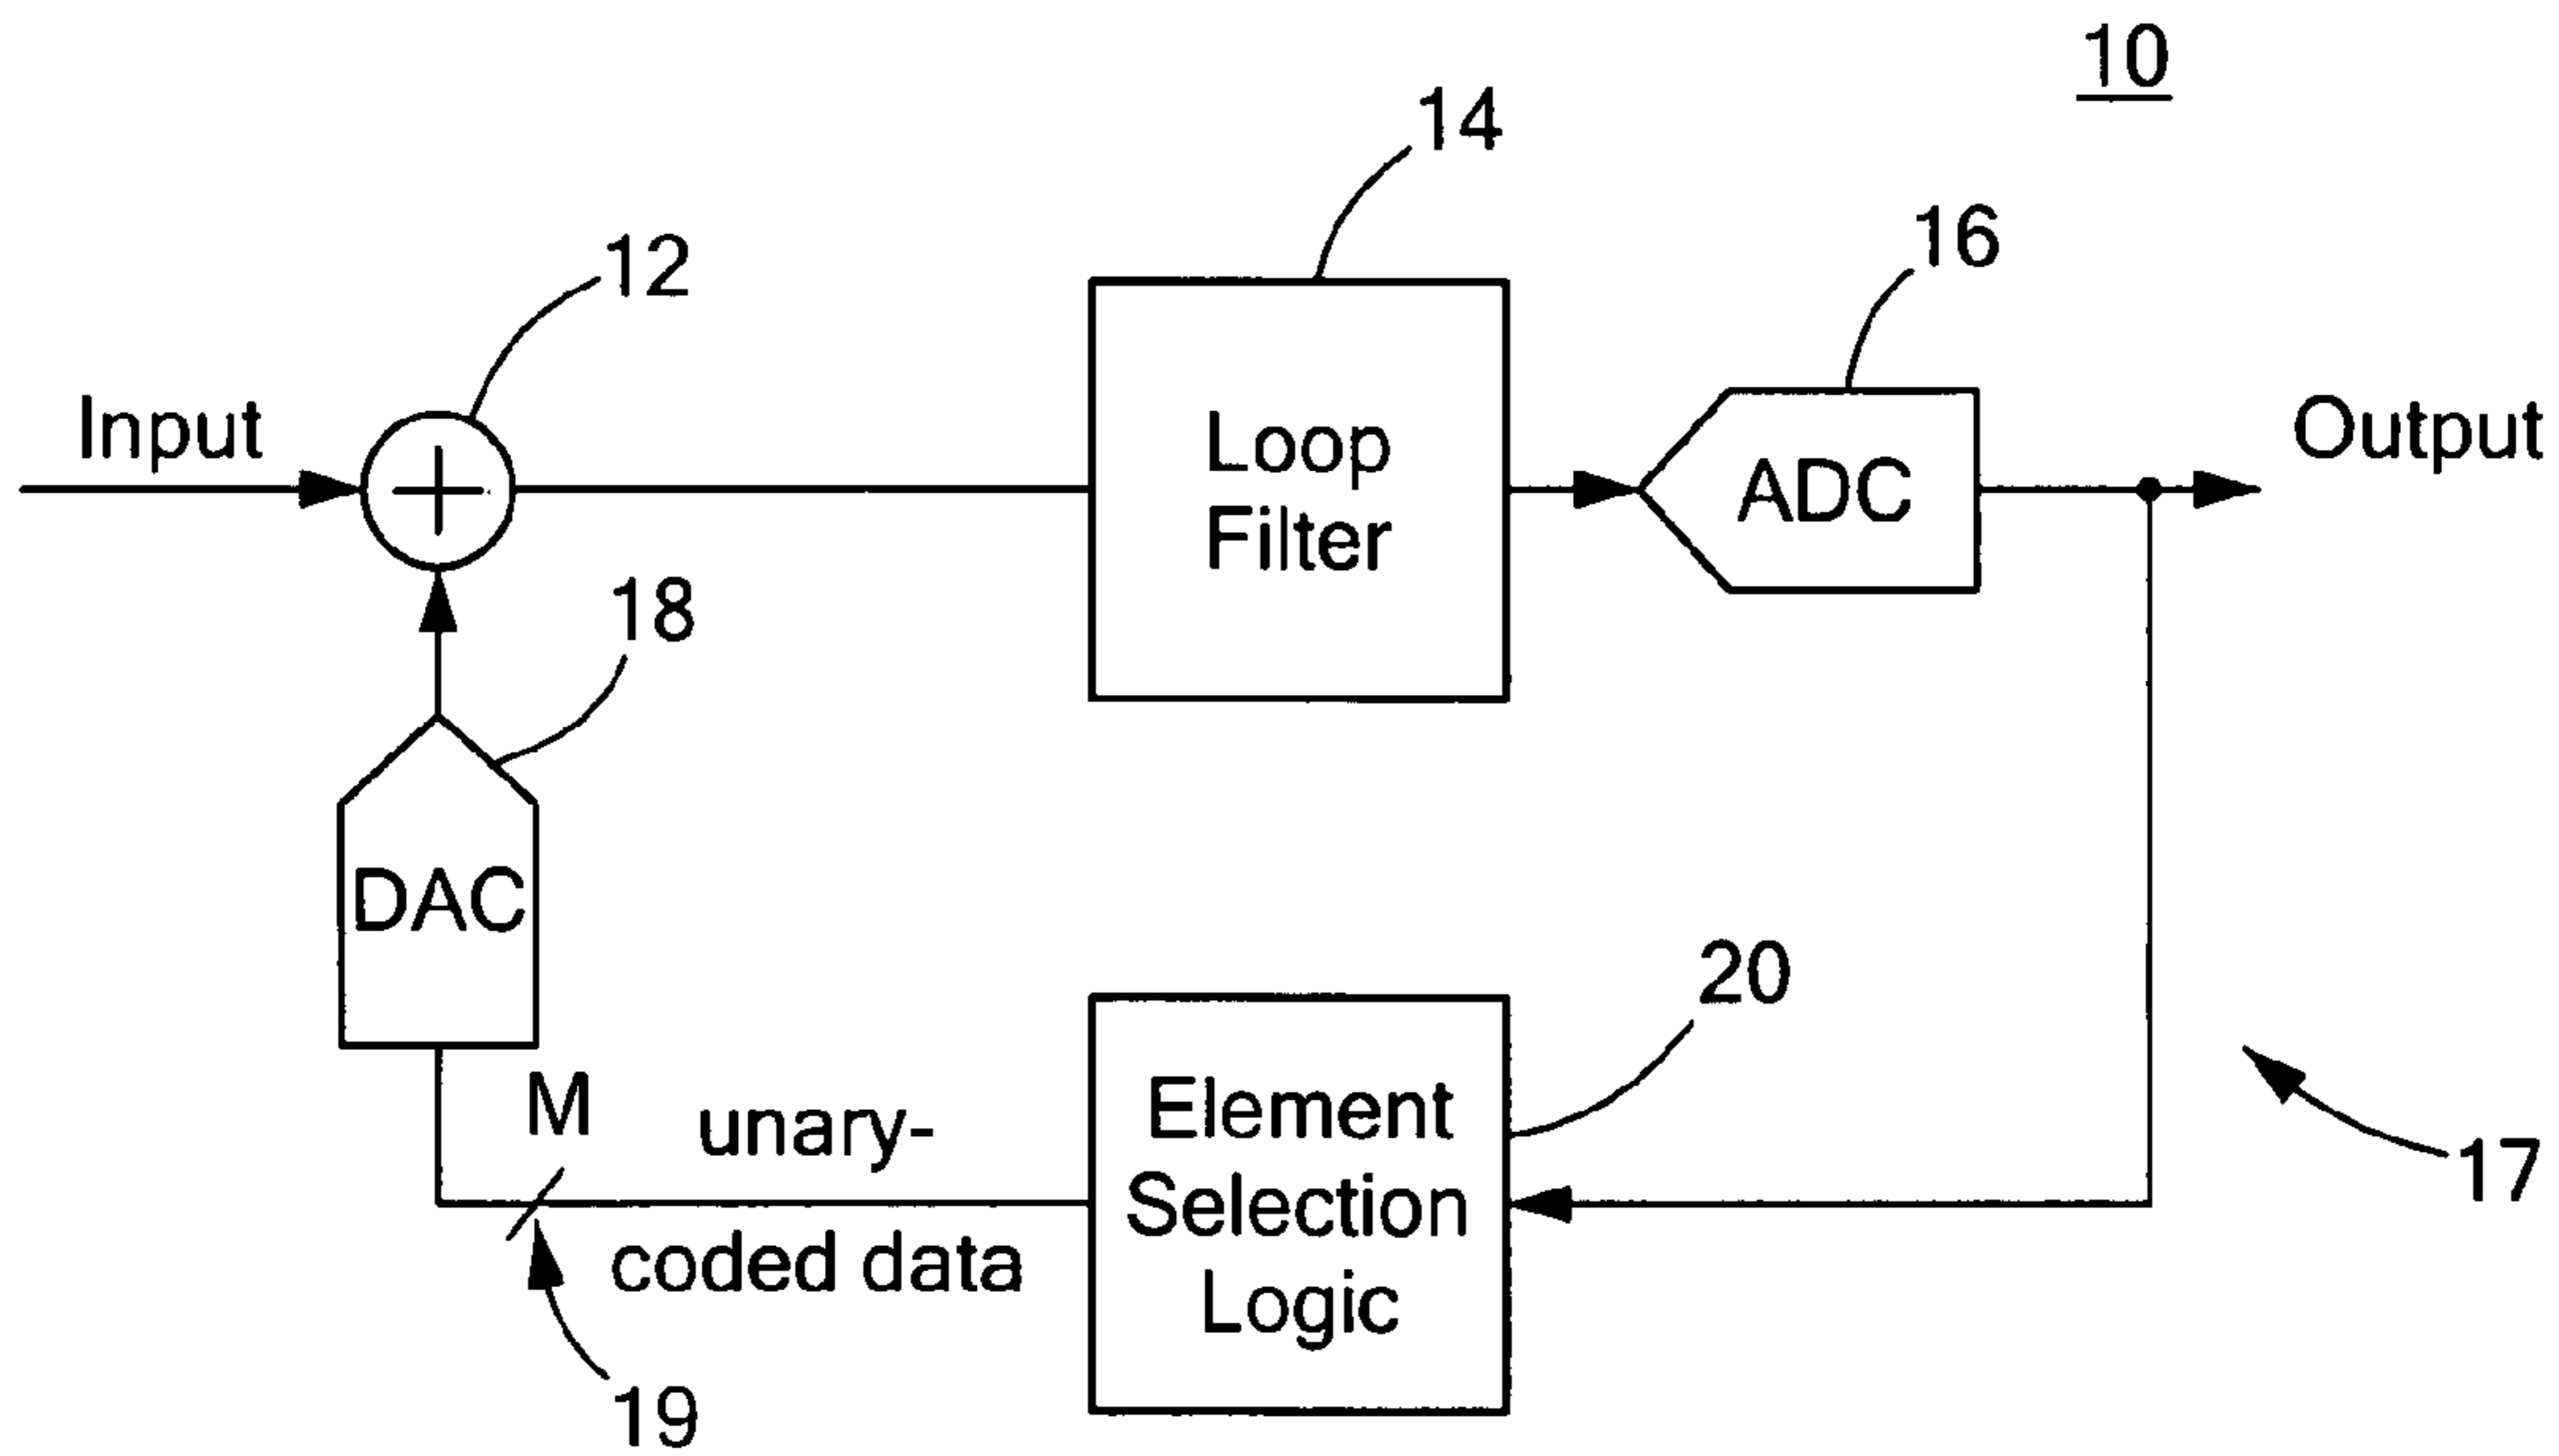 10
14
16
12
Input
Output
Loop
Filter
ADC
18
DAC
20
M
unary-
coded data
Element
Selection
Logic
17
19